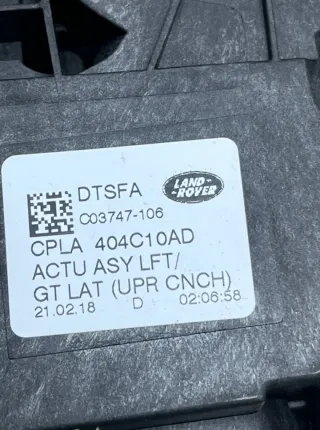 DTSFA
LAND-
ROVER
C03747-106
CPLA 404C10AD
ACTU ASY LFT/
GT LAT (UPR CNCH)
21.02.18 D 02:06:58